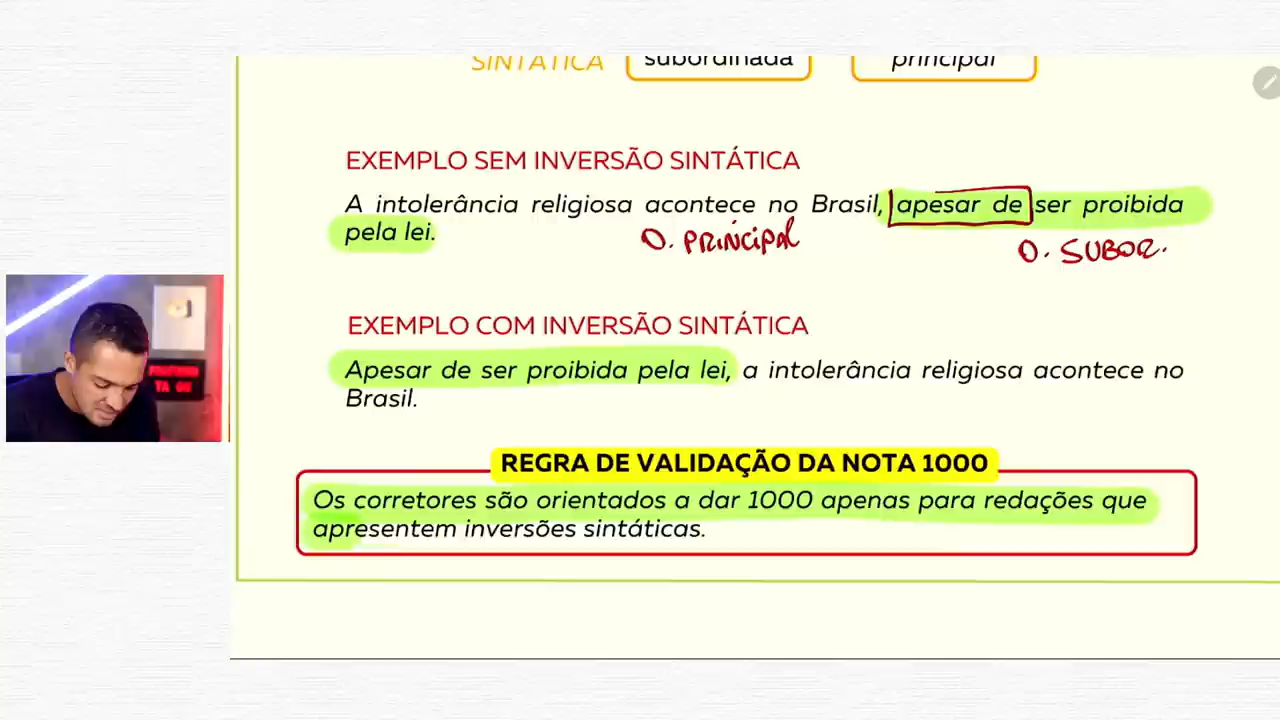 SINTÁTICA subordinada principal
EXEMPLO SEM INVERSÃO SINTÁTICA
A intolerância religiosa acontece no Brasil, apesar de ser proibida
pela lei.
O. PRINCIPAL
O. SUBOR.
EXEMPLO COM INVERSÃO SINTÁTICA
Apesar de ser proibida pela lei, a intolerância religiosa acontece no
Brasil.
REGRA DE VALIDAÇÃO DA NOTA 1000
Os corretores são orientados a dar 1000 apenas para redações que
apresentem inversões sintáticas.